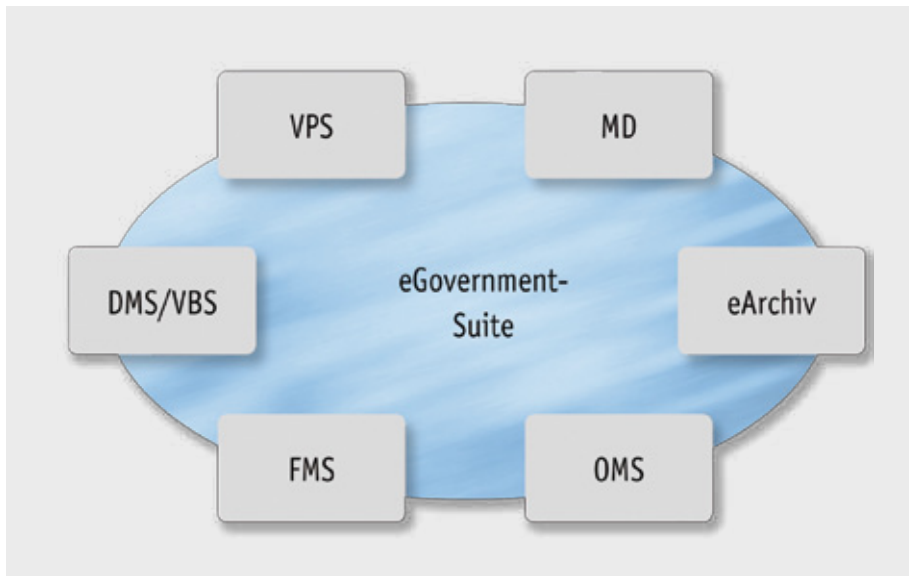 VPS
MD
DMS/VBS
eGovernment-
Suite
eArchiv
FMS
OMS